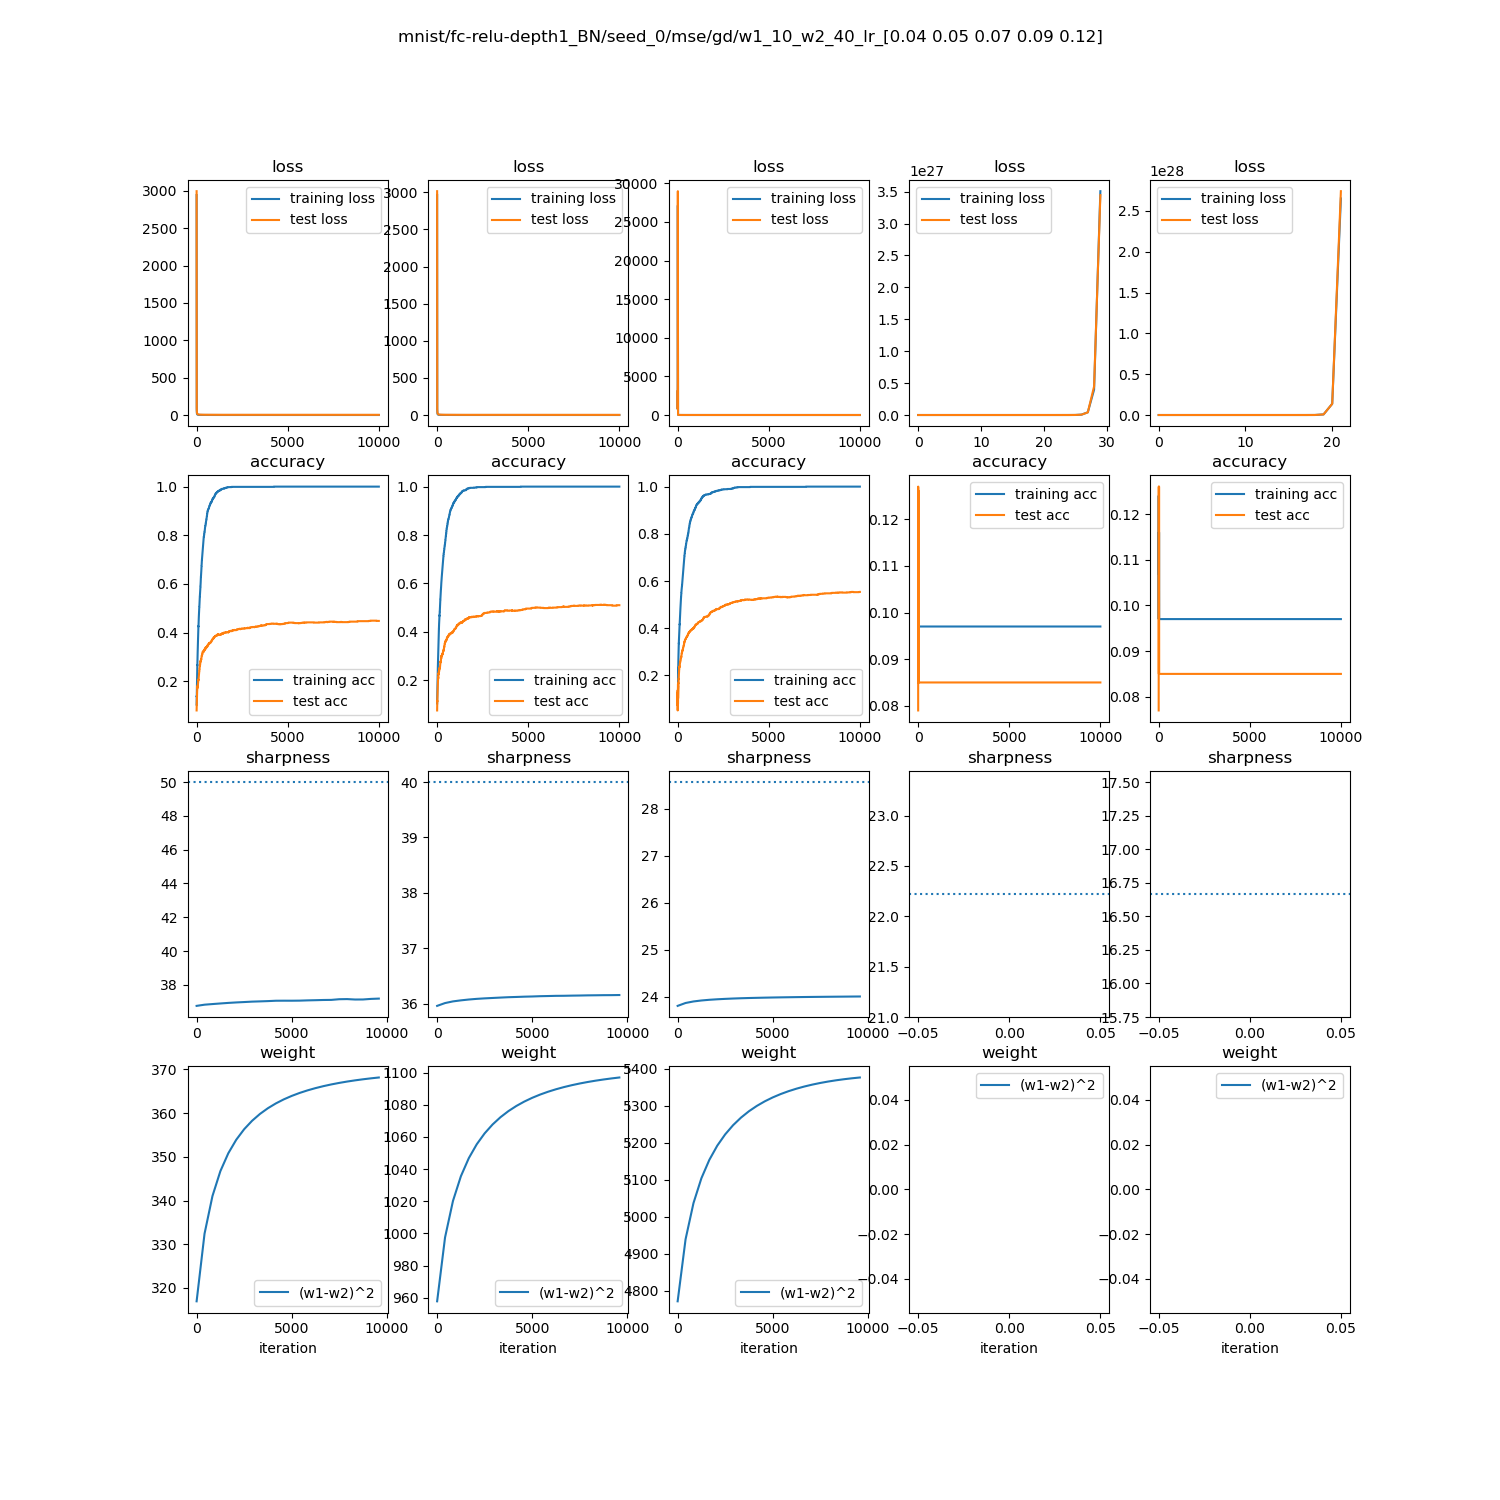 mnist/fc-relu-depth1_BN/seed_0/mse/gd/w1_10_w2_40_lr_[0.04 0.05 0.07 0.09 0.12]
loss
3000
2500
2000
1500
1000
500
0
0 5000 10000
training loss
test loss
loss
3000
2500
2000
1500
1000
500
0
0 5000 10000
training loss
test loss
loss
30000
25000
20000
15000
10000
5000
0
0 5000 10000
training loss
test loss
loss
1e27
3.5
3.0
2.5
2.0
1.5
1.0
0.5
0.0
0 10 20 30
training loss
test loss
loss
1e28
2.5
2.0
1.5
1.0
0.5
0.0
0 10 20
training loss
test loss
accuracy
1.0
0.8
0.6
0.4
0.2
0 5000 10000
training acc
test acc
accuracy
1.0
0.8
0.6
0.4
0.2
0 5000 10000
training acc
test acc
accuracy
1.0
0.8
0.6
0.4
0.2
0 5000 10000
training acc
test acc
accuracy
0.12
0.11
0.10
0.09
0.08
0 5000 10000
training acc
test acc
accuracy
0.12
0.11
0.10
0.09
0.08
0 5000 10000
training acc
test acc
sharpness
50
48
46
44
42
40
38
0 5000 10000
sharpness
40
39
38
37
36
0 5000 10000
sharpness
28
27
26
25
24
0 5000 10000
sharpness
23.0
22.5
22.0
21.5
21.0
−0.05 0.00 0.05
sharpness
17.50
17.25
17.00
16.75
16.50
16.25
16.00
15.75
−0.05 0.00 0.05
weight
370
360
350
340
330
320
0 5000 10000
(w1-w2)^2
iteration
weight
1100
1080
1060
1040
1020
1000
980
960
0 5000 10000
(w1-w2)^2
iteration
weight
5400
5300
5200
5100
5000
4900
4800
0 5000 10000
(w1-w2)^2
iteration
weight
0.04
0.02
0.00
−0.02
−0.04
−0.05 0.00 0.05
(w1-w2)^2
iteration
weight
0.04
0.02
0.00
−0.02
−0.04
−0.05 0.00 0.05
(w1-w2)^2
iteration